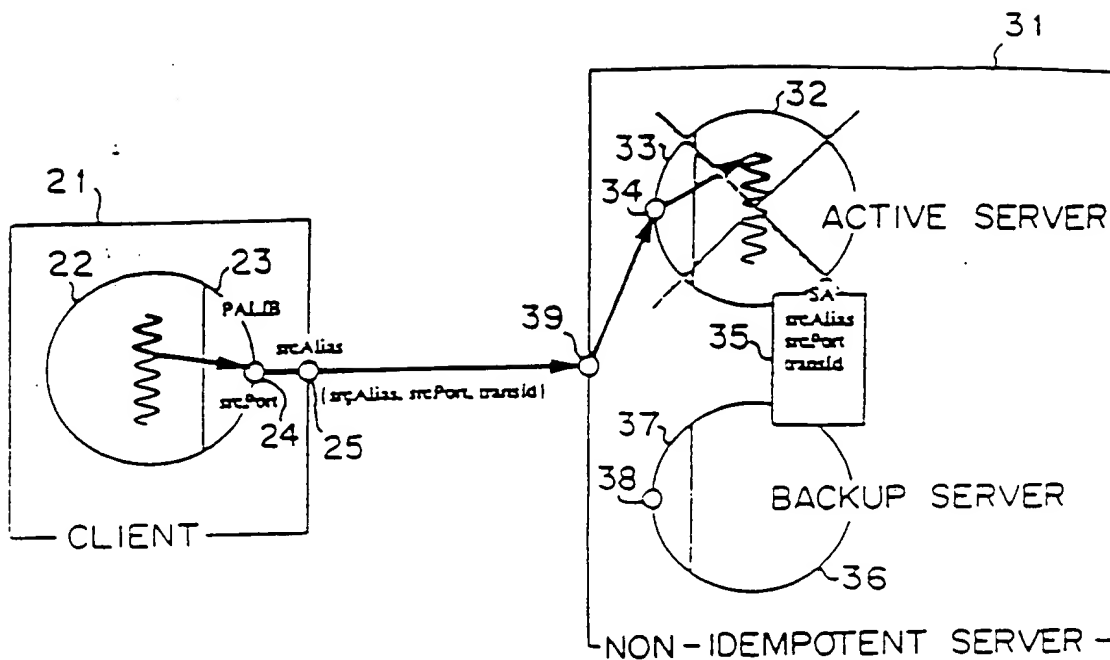 31
32
33
34
ACTIVE SERVER
21
22
23
PALIB
srcAlias
39
SA
srcAlias
srcPort
transId
35
(srcAlias, srcPort, transId)
srcPort
24
25
37
38
BACKUP SERVER
36
CLIENT
NON-IDEMPOTENT SERVER